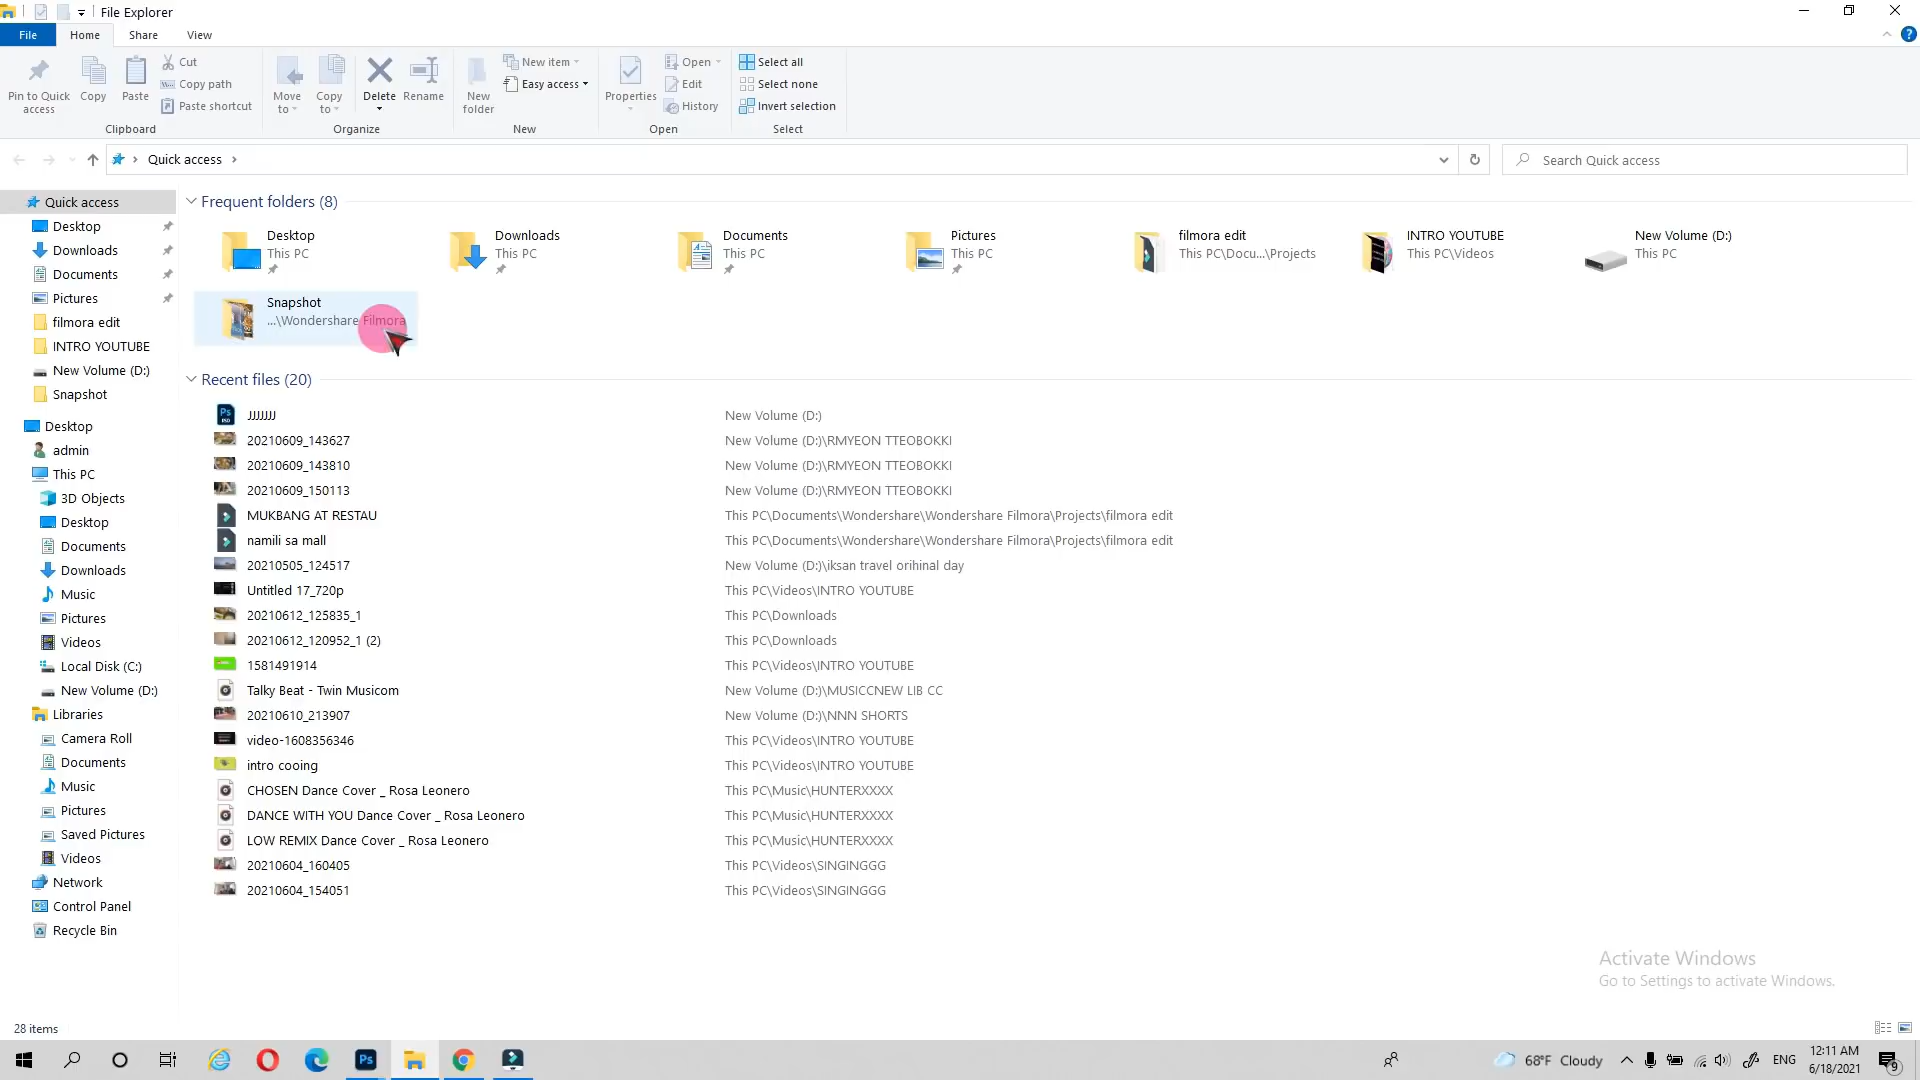 File Explorer
File Home Share View
Pin to Quick access
Copy
Paste
Cut
Copy path
Paste shortcut
Clipboard
Move to
Copy to
Delete
Rename
Organize
New folder
New item
Easy access
New
Properties
Open
Edit
History
Open
Select all
Select none
Invert selection
Select
Quick access
Search Quick access
Quick access
Desktop
Downloads
Documents
Pictures
filmora edit
INTRO YOUTUBE
New Volume (D:)
Snapshot
Desktop
admin
This PC
3D Objects
Desktop
Documents
Downloads
Music
Pictures
Videos
Local Disk (C:)
New Volume (D:)
Libraries
Camera Roll
Documents
Music
Pictures
Saved Pictures
Videos
Network
Control Panel
Recycle Bin
Frequent folders (8)
Desktop
This PC
Downloads
This PC
Documents
This PC
Pictures
This PC
filmora edit
This PC\Docu...\Projects
INTRO YOUTUBE
This PC\Videos
New Volume (D:)
This PC
Snapshot
...\Wondershare Filmora
Recent files (20)
JJJJJJJ New Volume (D:)
20210609_143627 New Volume (D:)\RMYEON TTEOBOKKI
20210609_143810 New Volume (D:)\RMYEON TTEOBOKKI
20210609_150113 New Volume (D:)\RMYEON TTEOBOKKI
MUKBANG AT RESTAU This PC\Documents\Wondershare\Wondershare Filmora\Projects\filmora edit
namili sa mall This PC\Documents\Wondershare\Wondershare Filmora\Projects\filmora edit
20210505_124517 New Volume (D:)\iksan travel orihinal day
Untitled 17_720p This PC\Videos\INTRO YOUTUBE
20210612_125835_1 This PC\Downloads
20210612_120952_1 (2) This PC\Downloads
1581491914 This PC\Videos\INTRO YOUTUBE
Talky Beat - Twin Musicom New Volume (D:)\MUSICCNEW LIB CC
20210610_213907 New Volume (D:)\NNN SHORTS
video-1608356346 This PC\Videos\INTRO YOUTUBE
intro cooing This PC\Videos\INTRO YOUTUBE
CHOSEN Dance Cover _ Rosa Leonero This PC\Music\HUNTERXXXX
DANCE WITH YOU Dance Cover _ Rosa Leonero This PC\Music\HUNTERXXXX
LOW REMIX Dance Cover _ Rosa Leonero This PC\Music\HUNTERXXXX
20210604_160405 This PC\Videos\SINGINGGG
20210604_154051 This PC\Videos\SINGINGGG
Activate Windows
Go to Settings to activate Windows.
28 items
Ps
68°F Cloudy
ENG
12:11 AM
6/18/2021
9